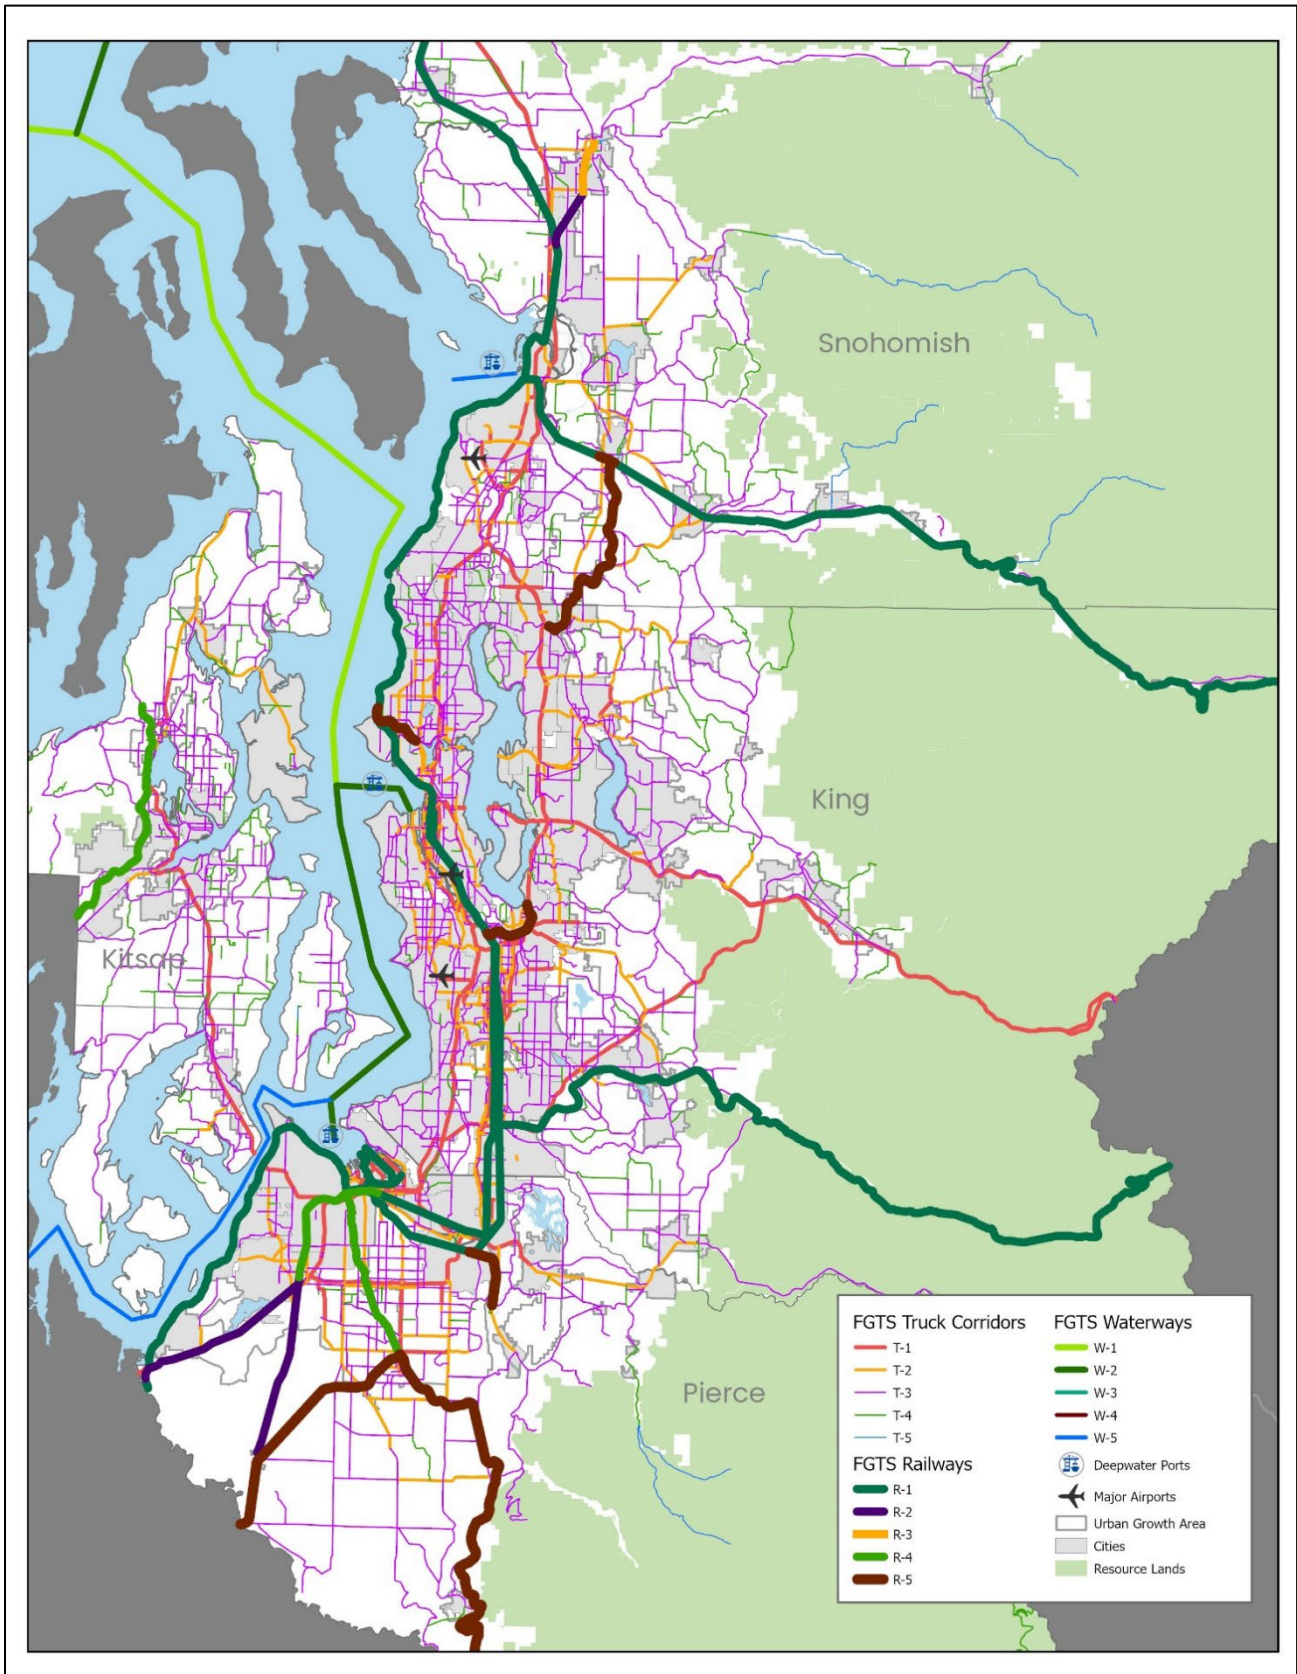 Snohomish
King
Kitsap
Pierce
FGTS Truck Corridors
T-1
T-2
T-3
T-4
T-5
FGTS Railways
R-1
R-2
R-3
R-4
R-5
FGTS Waterways
W-1
W-2
W-3
W-4
W-5
Deepwater Ports
Major Airports
Urban Growth Area
Cities
Resource Lands